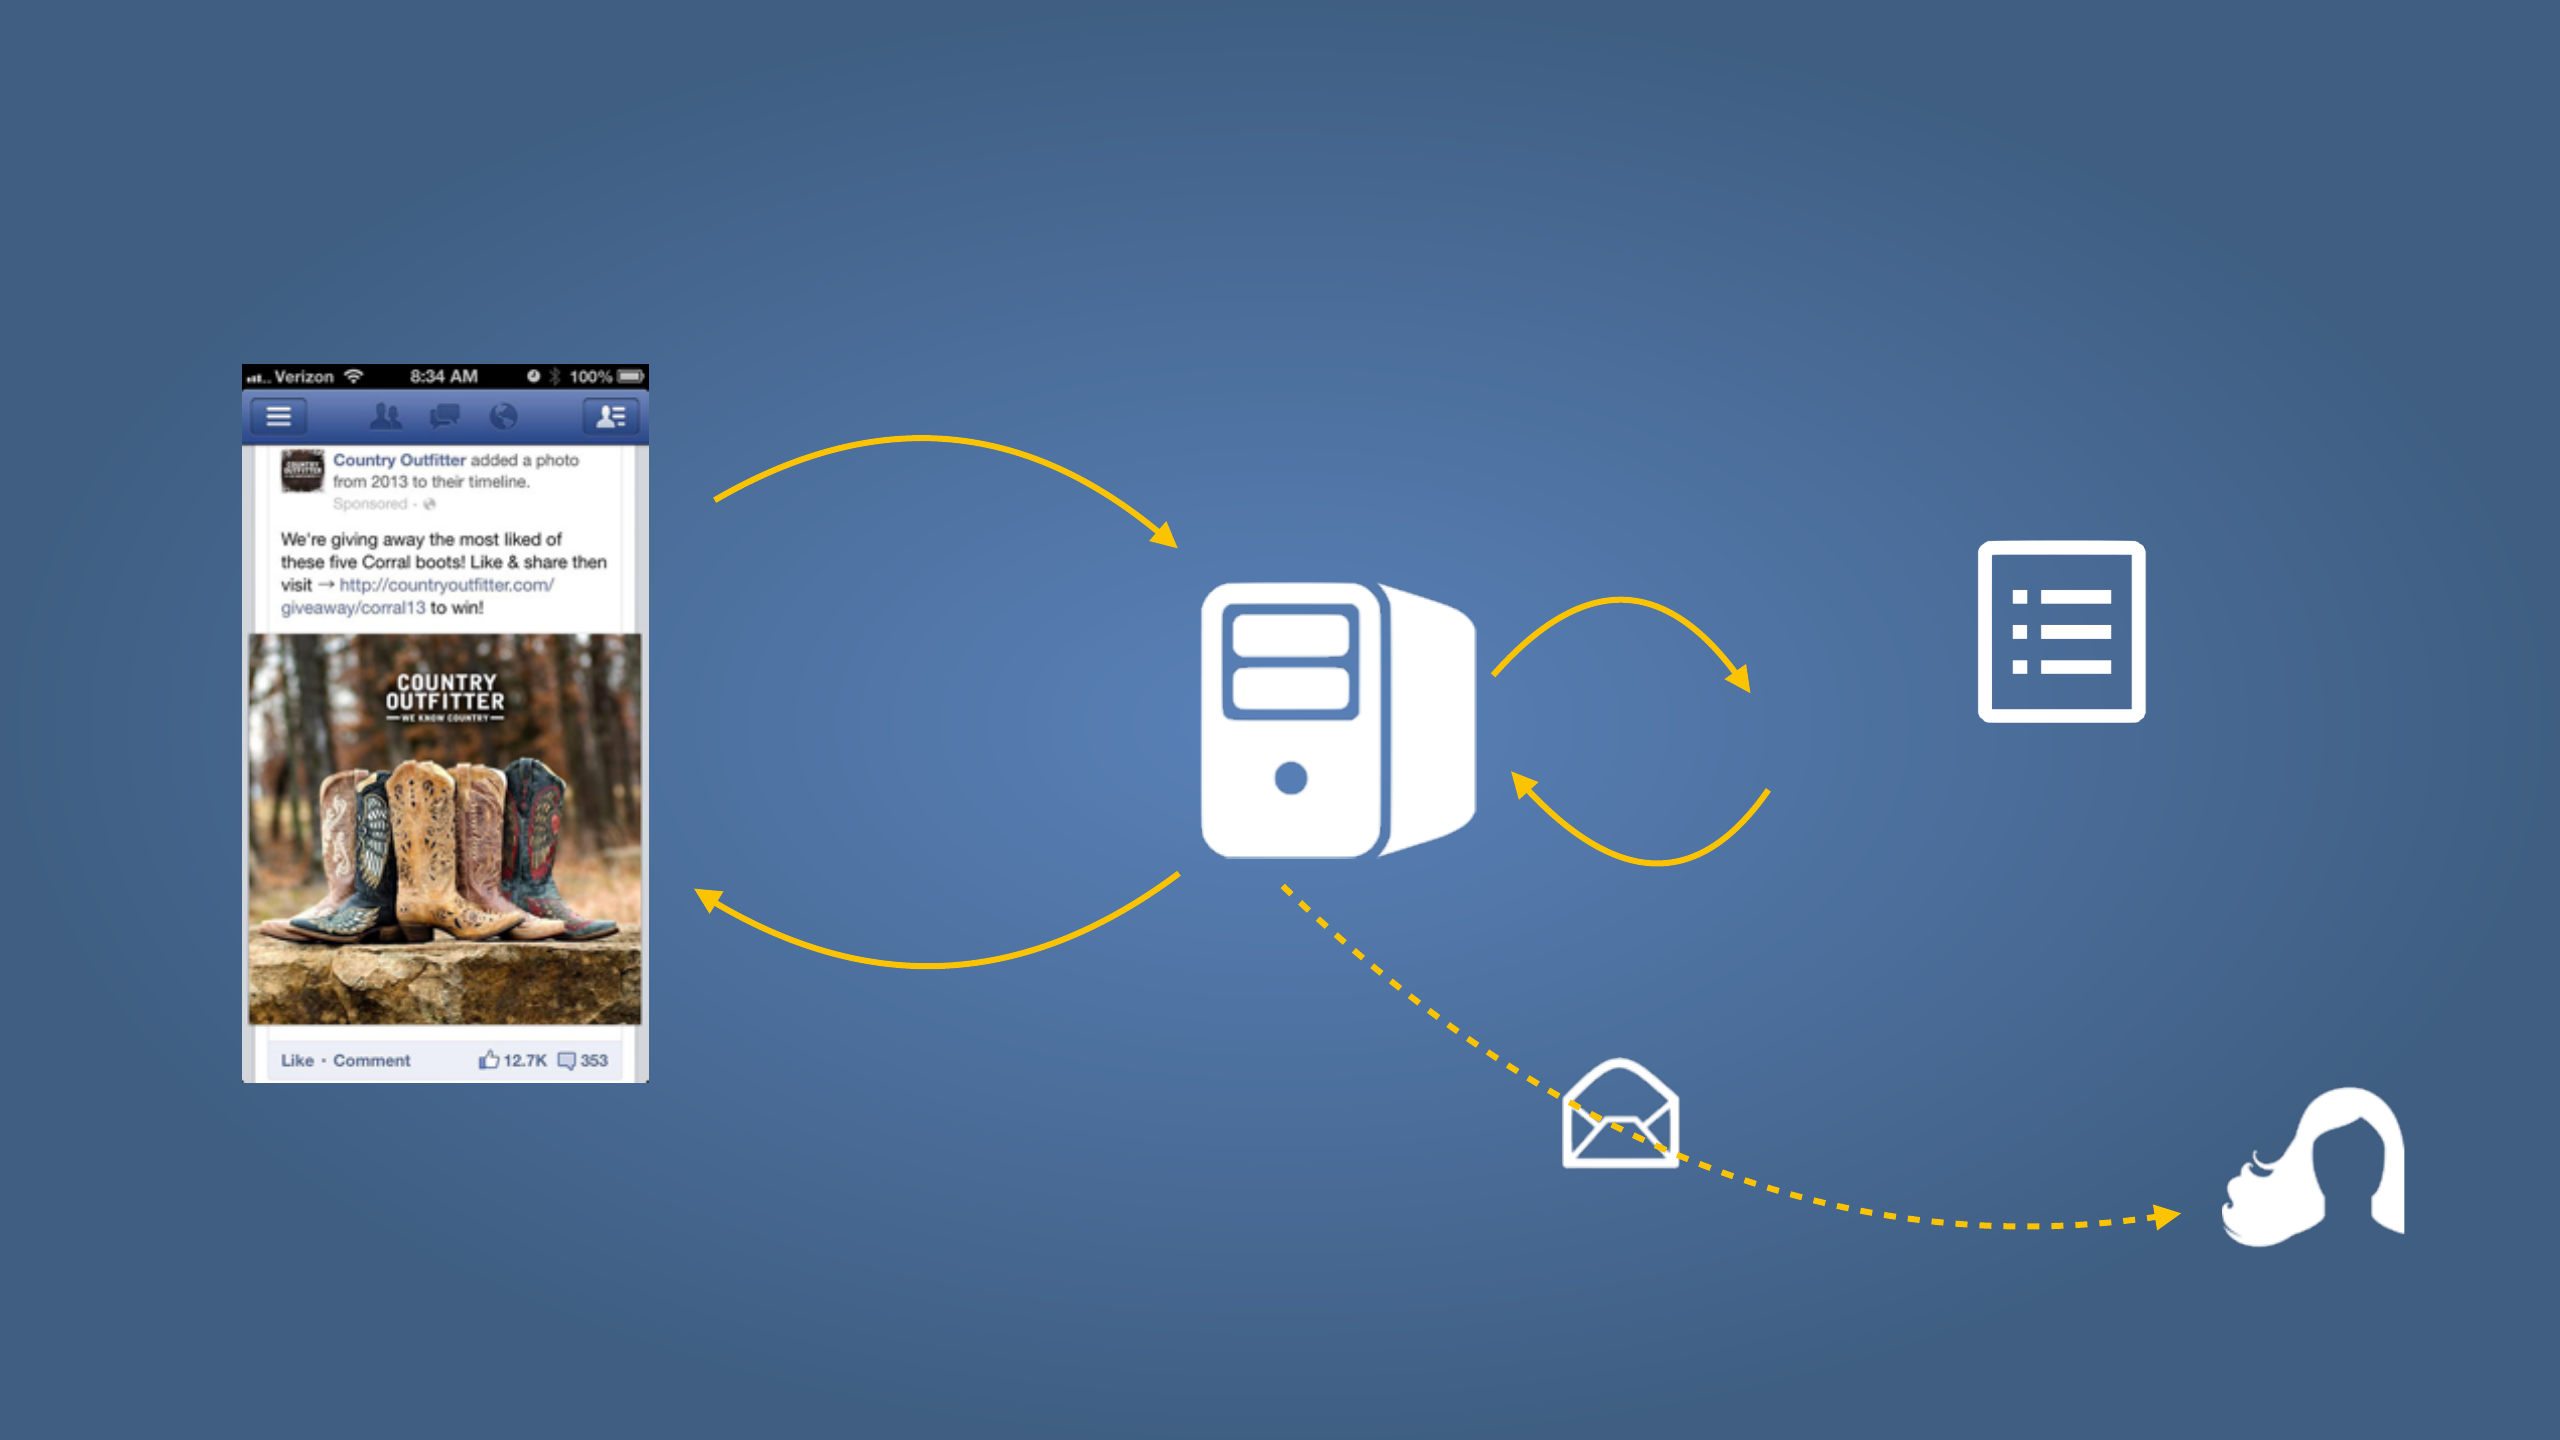 Verizon 8:34 AM 100%
Country Outfitter added a photo
from 2013 to their timeline.
Sponsored ·
We're giving away the most liked of
these five Corral boots! Like & share then
visit → http://countryoutfitter.com/
giveaway/corral13 to win!
COUNTRY
OUTFITTER
WE KNOW COUNTRY
Like · Comment 12.7K 353